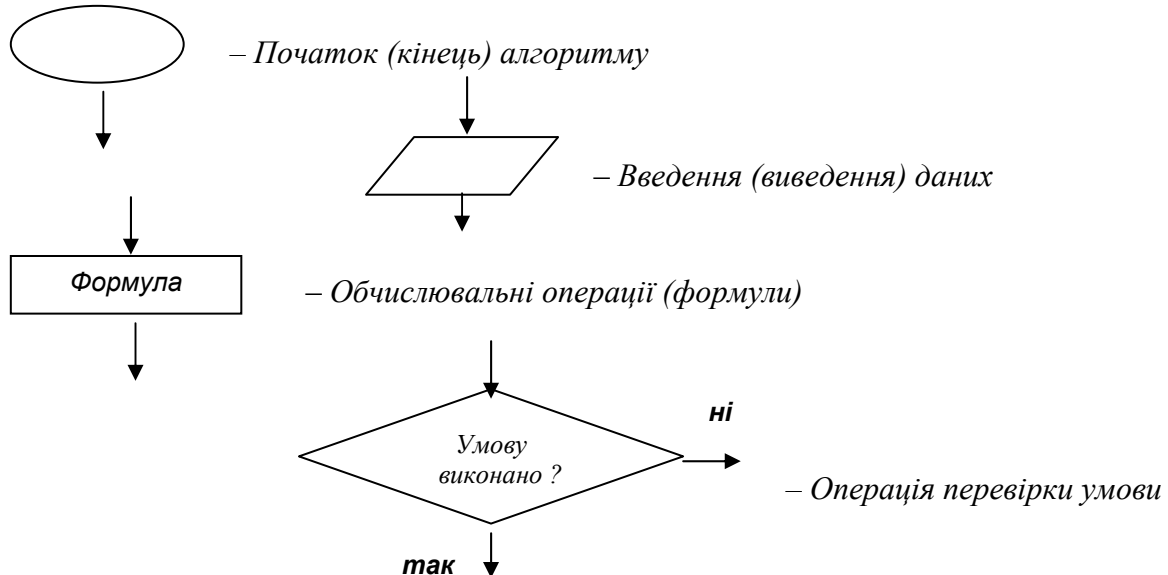 – Початок (кінець) алгоритму
– Введення (виведення) даних
Формула
– Обчислювальні операції (формули)
ні
Умову
виконано ?
– Операція перевірки умови
так